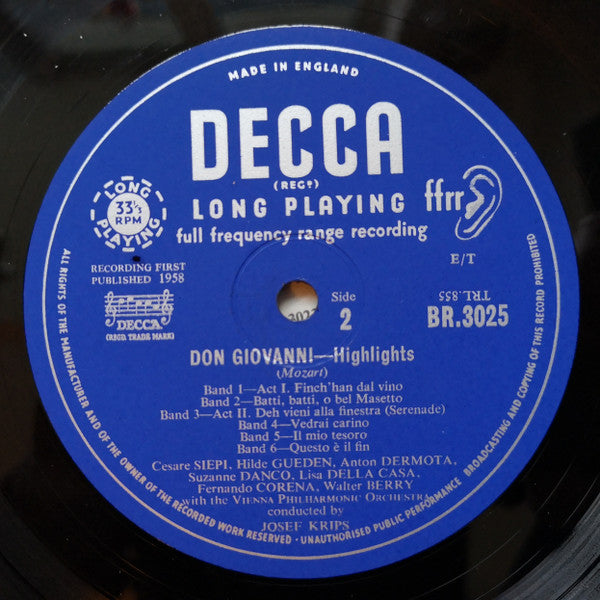 MADE IN ENGLAND
DECCA
(REGD)
LONG PLAYING ffrr
full frequency range recording
LONG
33⅓
RPM
PLAYING
E/T
RECORDING FIRST
PUBLISHED 1958
TRL.855
DECCA
(REGD. TRADE MARK)
Side
2
BR.3025
DON GIOVANNI—Highlights
(Mozart)
Band 1—Act I. Finch'han dal vino
Band 2—Batti, batti, o bel Masetto
Band 3—Act II. Deh vieni alla finestra (Serenade)
Band 4—Vedrai carino
Band 5—Il mio tesoro
Band 6—Questo è il fin
Cesare SIEPI, Hilde GUEDEN, Anton DERMOTA,
Suzanne DANCO, Lisa DELLA CASA,
Fernando CORENA, Walter BERRY
with the VIENNA PHILHARMONIC ORCHESTRA
conducted by
JOSEF KRIPS
ALL RIGHTS OF THE MANUFACTURER AND OF THE OWNER OF THE RECORDED WORK RESERVED · UNAUTHORISED PUBLIC PERFORMANCE BROADCASTING AND COPYING OF THIS RECORD PROHIBITED